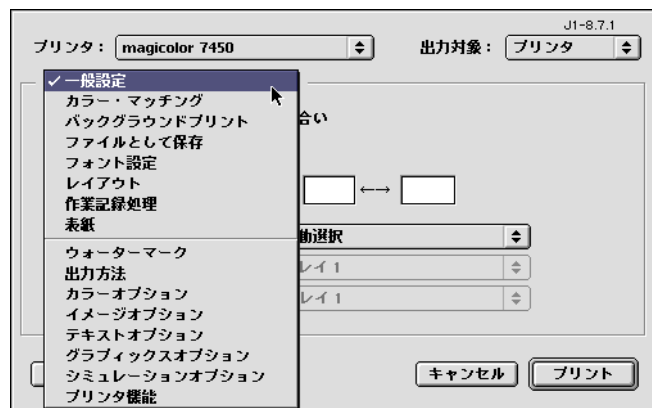 J1-8.7.1
プリンタ： magicolor 7450 出力対象： プリンタ
✓一般設定
カラー・マッチング
バックグラウンドプリント
ファイルとして保存
フォント設定
レイアウト
作業記録処理
表紙
ウォーターマーク
出力方法
カラーオプション
イメージオプション
テキストオプション
グラフィックスオプション
シミュレーションオプション
プリンタ機能
合い
←→
動選択
レイ 1
レイ 1
キャンセル プリント